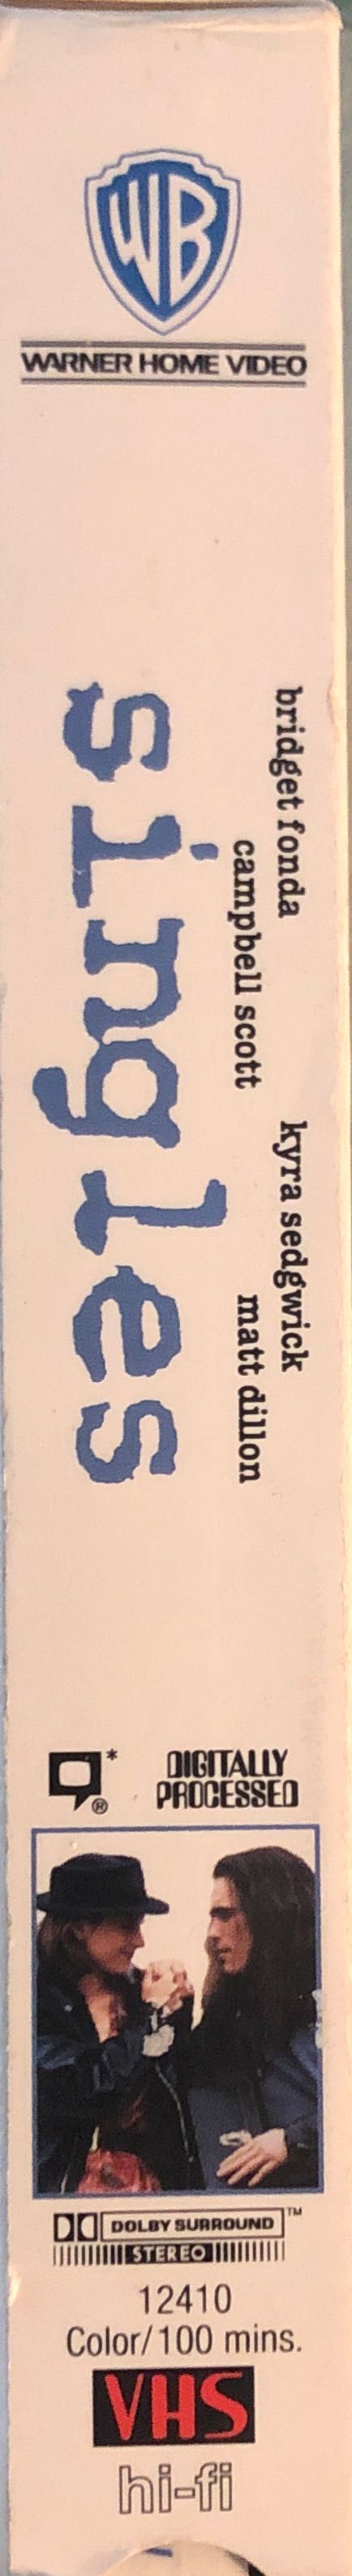 WB
WARNER HOME VIDEO
bridget fonda
kyra sedgwick
campbell scott
matt dillon
singles
*
®
DIGITALLY
PROCESSED
DOLBY SURROUND™
STEREO
12410
Color/100 mins.
VHS
hi-fi